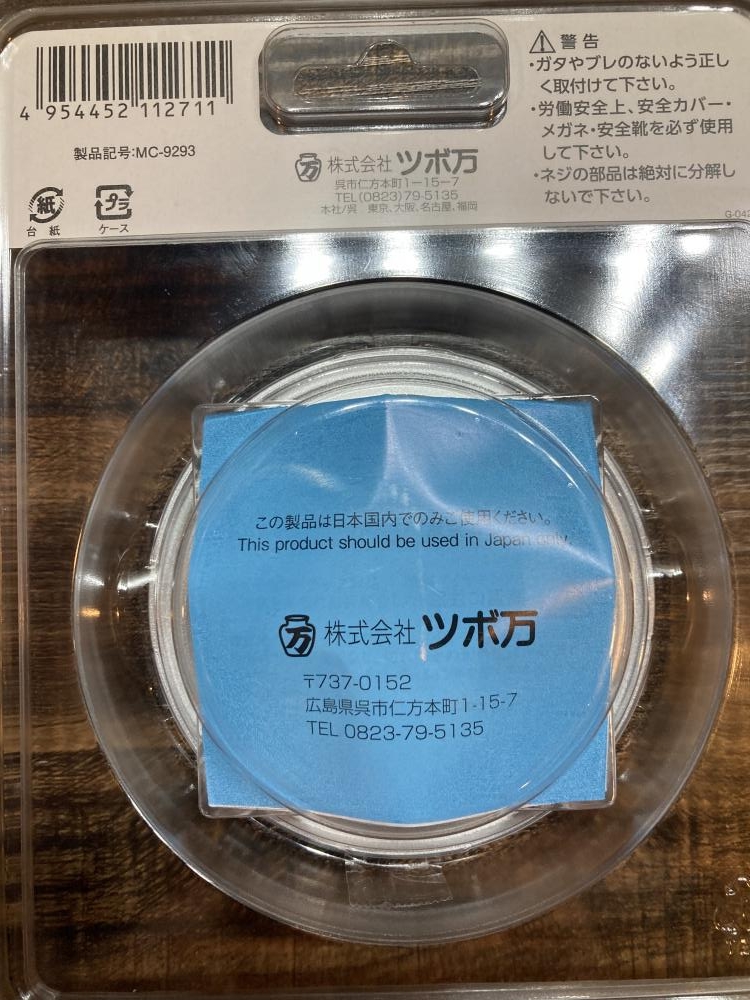 4 954452 112711
製品記号:MC-9293
紙
台 紙
プラ
ケース
万
株式会社 ツボ万
呉市仁方本町1−15−7
TEL(0823)79-5135
本社/呉 東京、大阪、名古屋、福岡
警告
・ガタやブレのないよう正し
く取付けて下さい。
・労働安全上、安全カバー・
メガネ・安全靴を必ず使用
して下さい。
・ネジの部品は絶対に分解し
ないで下さい。
この製品は日本国内でのみご使用ください。
This product should be used in Japan only.
万
株式会社 ツボ万
〒737-0152
広島県呉市仁方本町1-15-7
TEL 0823-79-5135